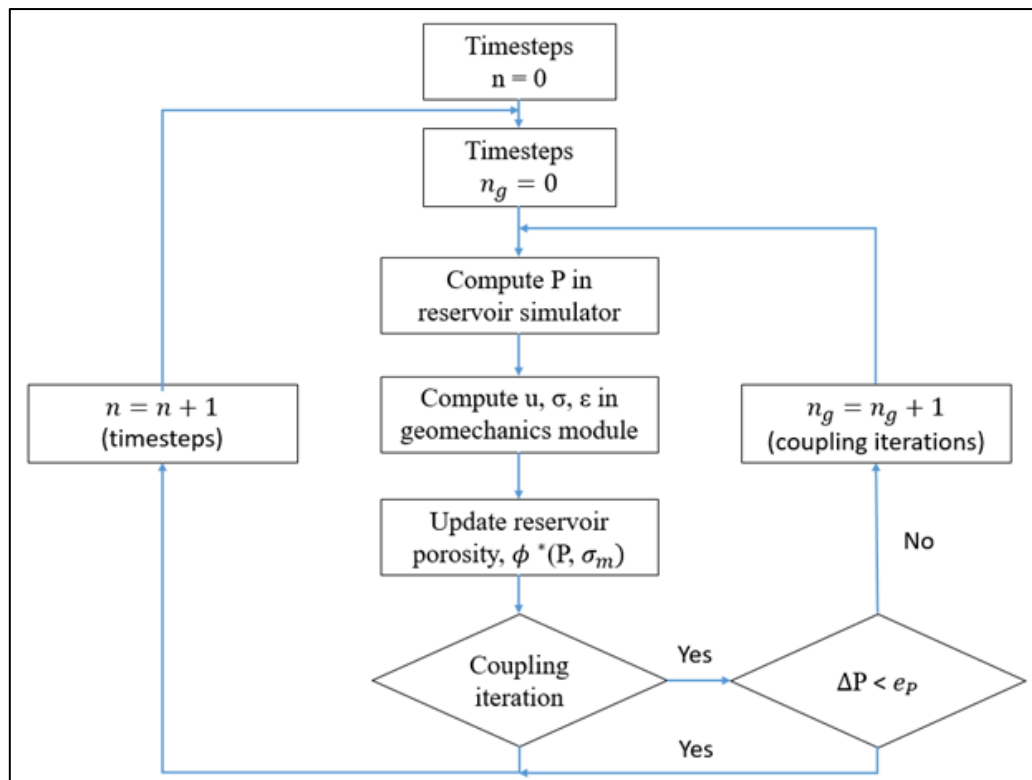 Timesteps
n = 0
Timesteps
n_g = 0
Compute P in
reservoir simulator
Compute u, σ, ε in
geomechanics module
n = n + 1
(timesteps)
n_g = n_g + 1
(coupling iterations)
Update reservoir
porosity, ϕ *(P, σ_m)
No
Coupling
iteration
Yes
ΔP < e_P
Yes